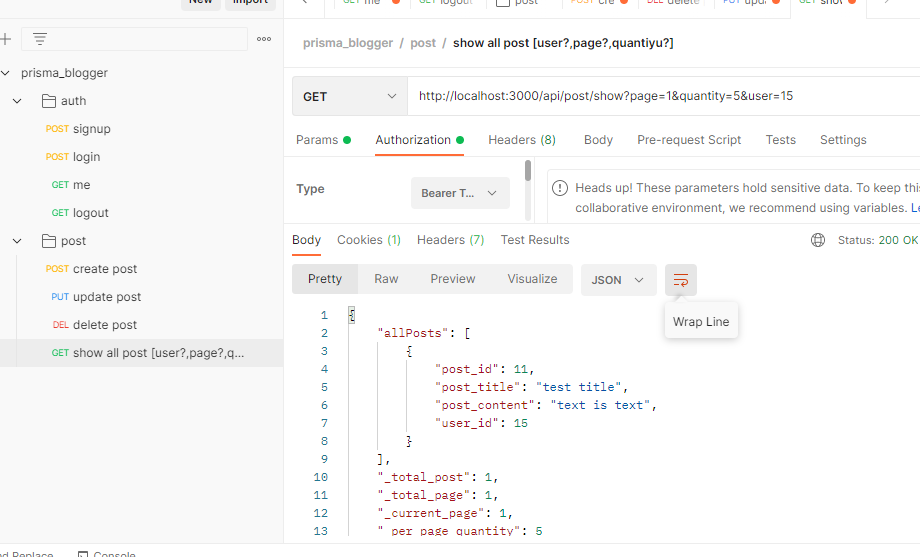 New
Import
GET me
GET logout
post
POST cre
DEL delete
PUT upda
GET sho
prisma_blogger / post / show all post [user?,page?,quantiyu?]
prisma_blogger
auth
POST signup
POST login
GET me
GET logout
post
POST create post
PUT update post
DEL delete post
GET show all post [user?,page?,q...
GET
http://localhost:3000/api/post/show?page=1&quantity=5&user=15
Params
Authorization
Headers (8)
Body
Pre-request Script
Tests
Settings
Type
Bearer T...
Heads up! These parameters hold sensitive data. To keep this
collaborative environment, we recommend using variables. Le
Body
Cookies (1)
Headers (7)
Test Results
Status: 200 OK
Pretty
Raw
Preview
Visualize
JSON
Wrap Line
1 {
2 "allPosts": [
3 {
4 "post_id": 11,
5 "post_title": "test title",
6 "post_content": "text is text",
7 "user_id": 15
8 }
9 ],
10 "_total_post": 1,
11 "_total_page": 1,
12 "_current_page": 1,
13 "_per_page_quantity": 5
nd Replace
Console